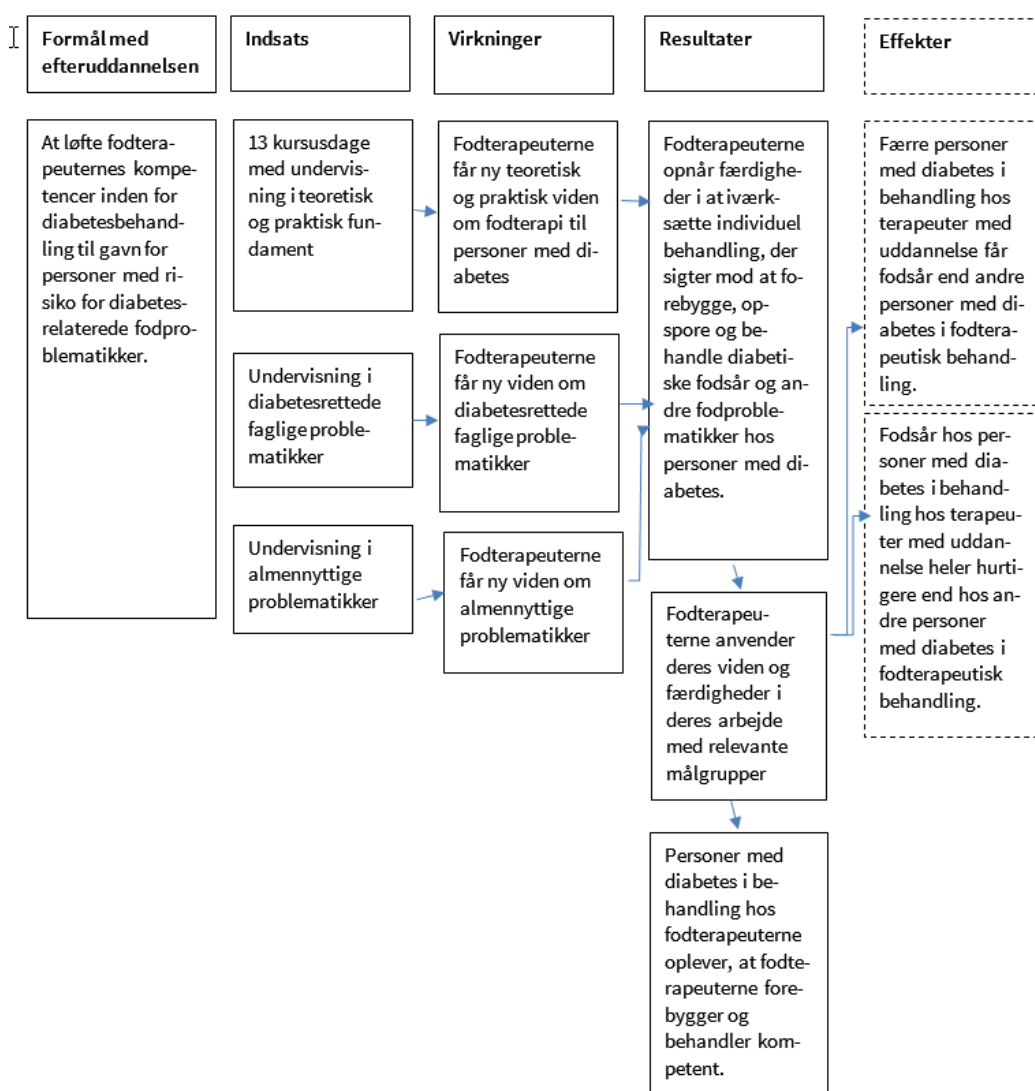 Formål med
efteruddannelsen
Indsats
Virkninger
Resultater
Effekter
At løfte fodtera-
peuternes kompe-
tencer inden for
diabetesbehand-
ling til gavn for
personer med ri-
siko for diabetes-
relaterede fodpro-
blematikker.
13 kursusdage
med undervis-
ning i teoretisk
og praktisk fun-
dament
Undervisning i
diabetesrettede
faglige proble-
matikker
Undervisning i
almennyttige
problematikker
Fodterapeuterne
får ny teoretisk
og praktisk viden
om fodterapi til
personer med di-
abetes
Fodterapeuterne
får ny viden om
diabetesrettede
faglige proble-
matikker
Fodterapeuterne
får ny viden om
almennyttige
problematikker
Fodterapeuterne
opnår færdighe-
der i at iværk-
sætte individuel
behandling, der
sigter mod at fo-
rebygge, op-
spore og be-
handle diabeti-
ske fodsår og an-
dre fodproble-
matikker hos
personer med di-
abetes.
Fodterapeu-
terne anvender
deres viden og
færdigheder i
deres arbejde
med relevante
målgrupper
Personer med
diabetes i be-
handling hos
fodterapeuterne
oplever, at fodte-
rapeuterne fore-
bygger og
behandler kom-
petent.
Færre personer
med diabetes i
behandling hos
terapeuter med
uddannelse får
fodsår end andre
personer med di-
abetes i fodtera-
peutisk behand-
ling.
Fodsår hos per-
soner med dia-
betes i behand-
ling hos terapeu-
ter med uddan-
nelse heler hurti-
gere end hos an-
dre personer
med diabetes i
fodterapeutisk
behandling.